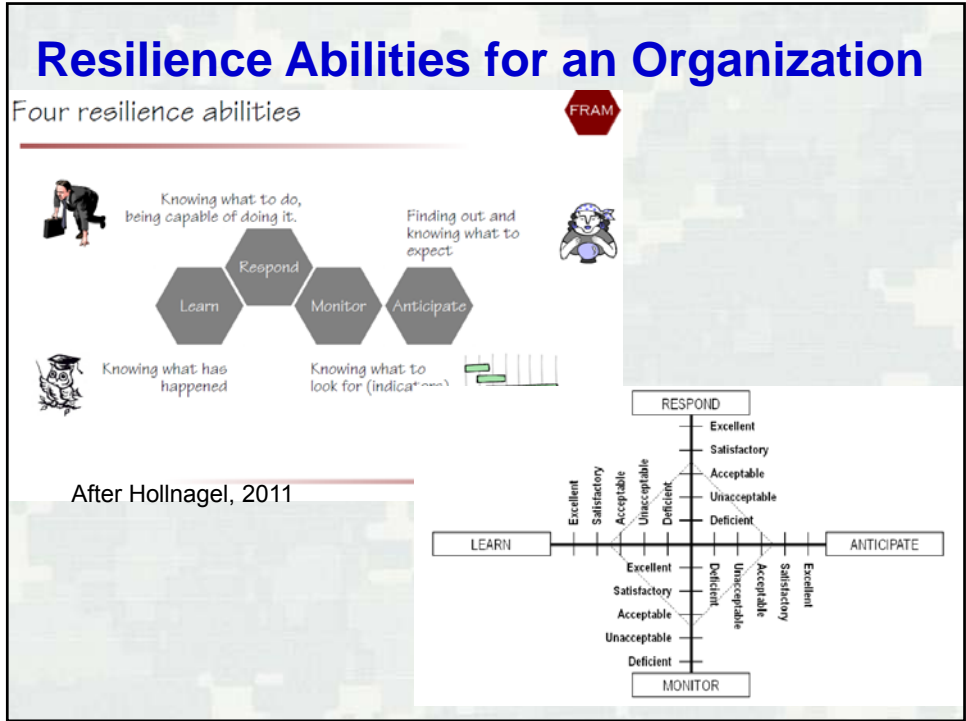 Resilience Abilities for an Organization
Four resilience abilities
FRAM
Knowing what to do,
being capable of doing it.
Finding out and
knowing what to
expect
Respond
Learn
Monitor
Anticipate
Knowing what has
happened
Knowing what to
look for (indicators)
After Hollnagel, 2011
RESPOND
Excellent
Satisfactory
Acceptable
Unacceptable
Deficient
Excellent
Satisfactory
Acceptable
Unacceptable
Deficient
LEARN
ANTICIPATE
Deficient
Unacceptable
Acceptable
Satisfactory
Excellent
Excellent
Satisfactory
Acceptable
Unacceptable
Deficient
MONITOR